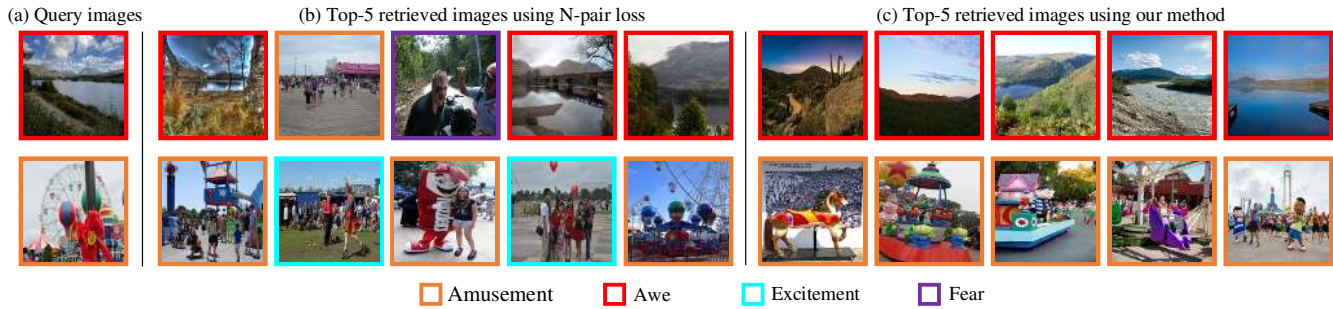 (a) Query images
(b) Top-5 retrieved images using N-pair loss
(c) Top-5 retrieved images using our method
Amusement
Awe
Excitement
Fear